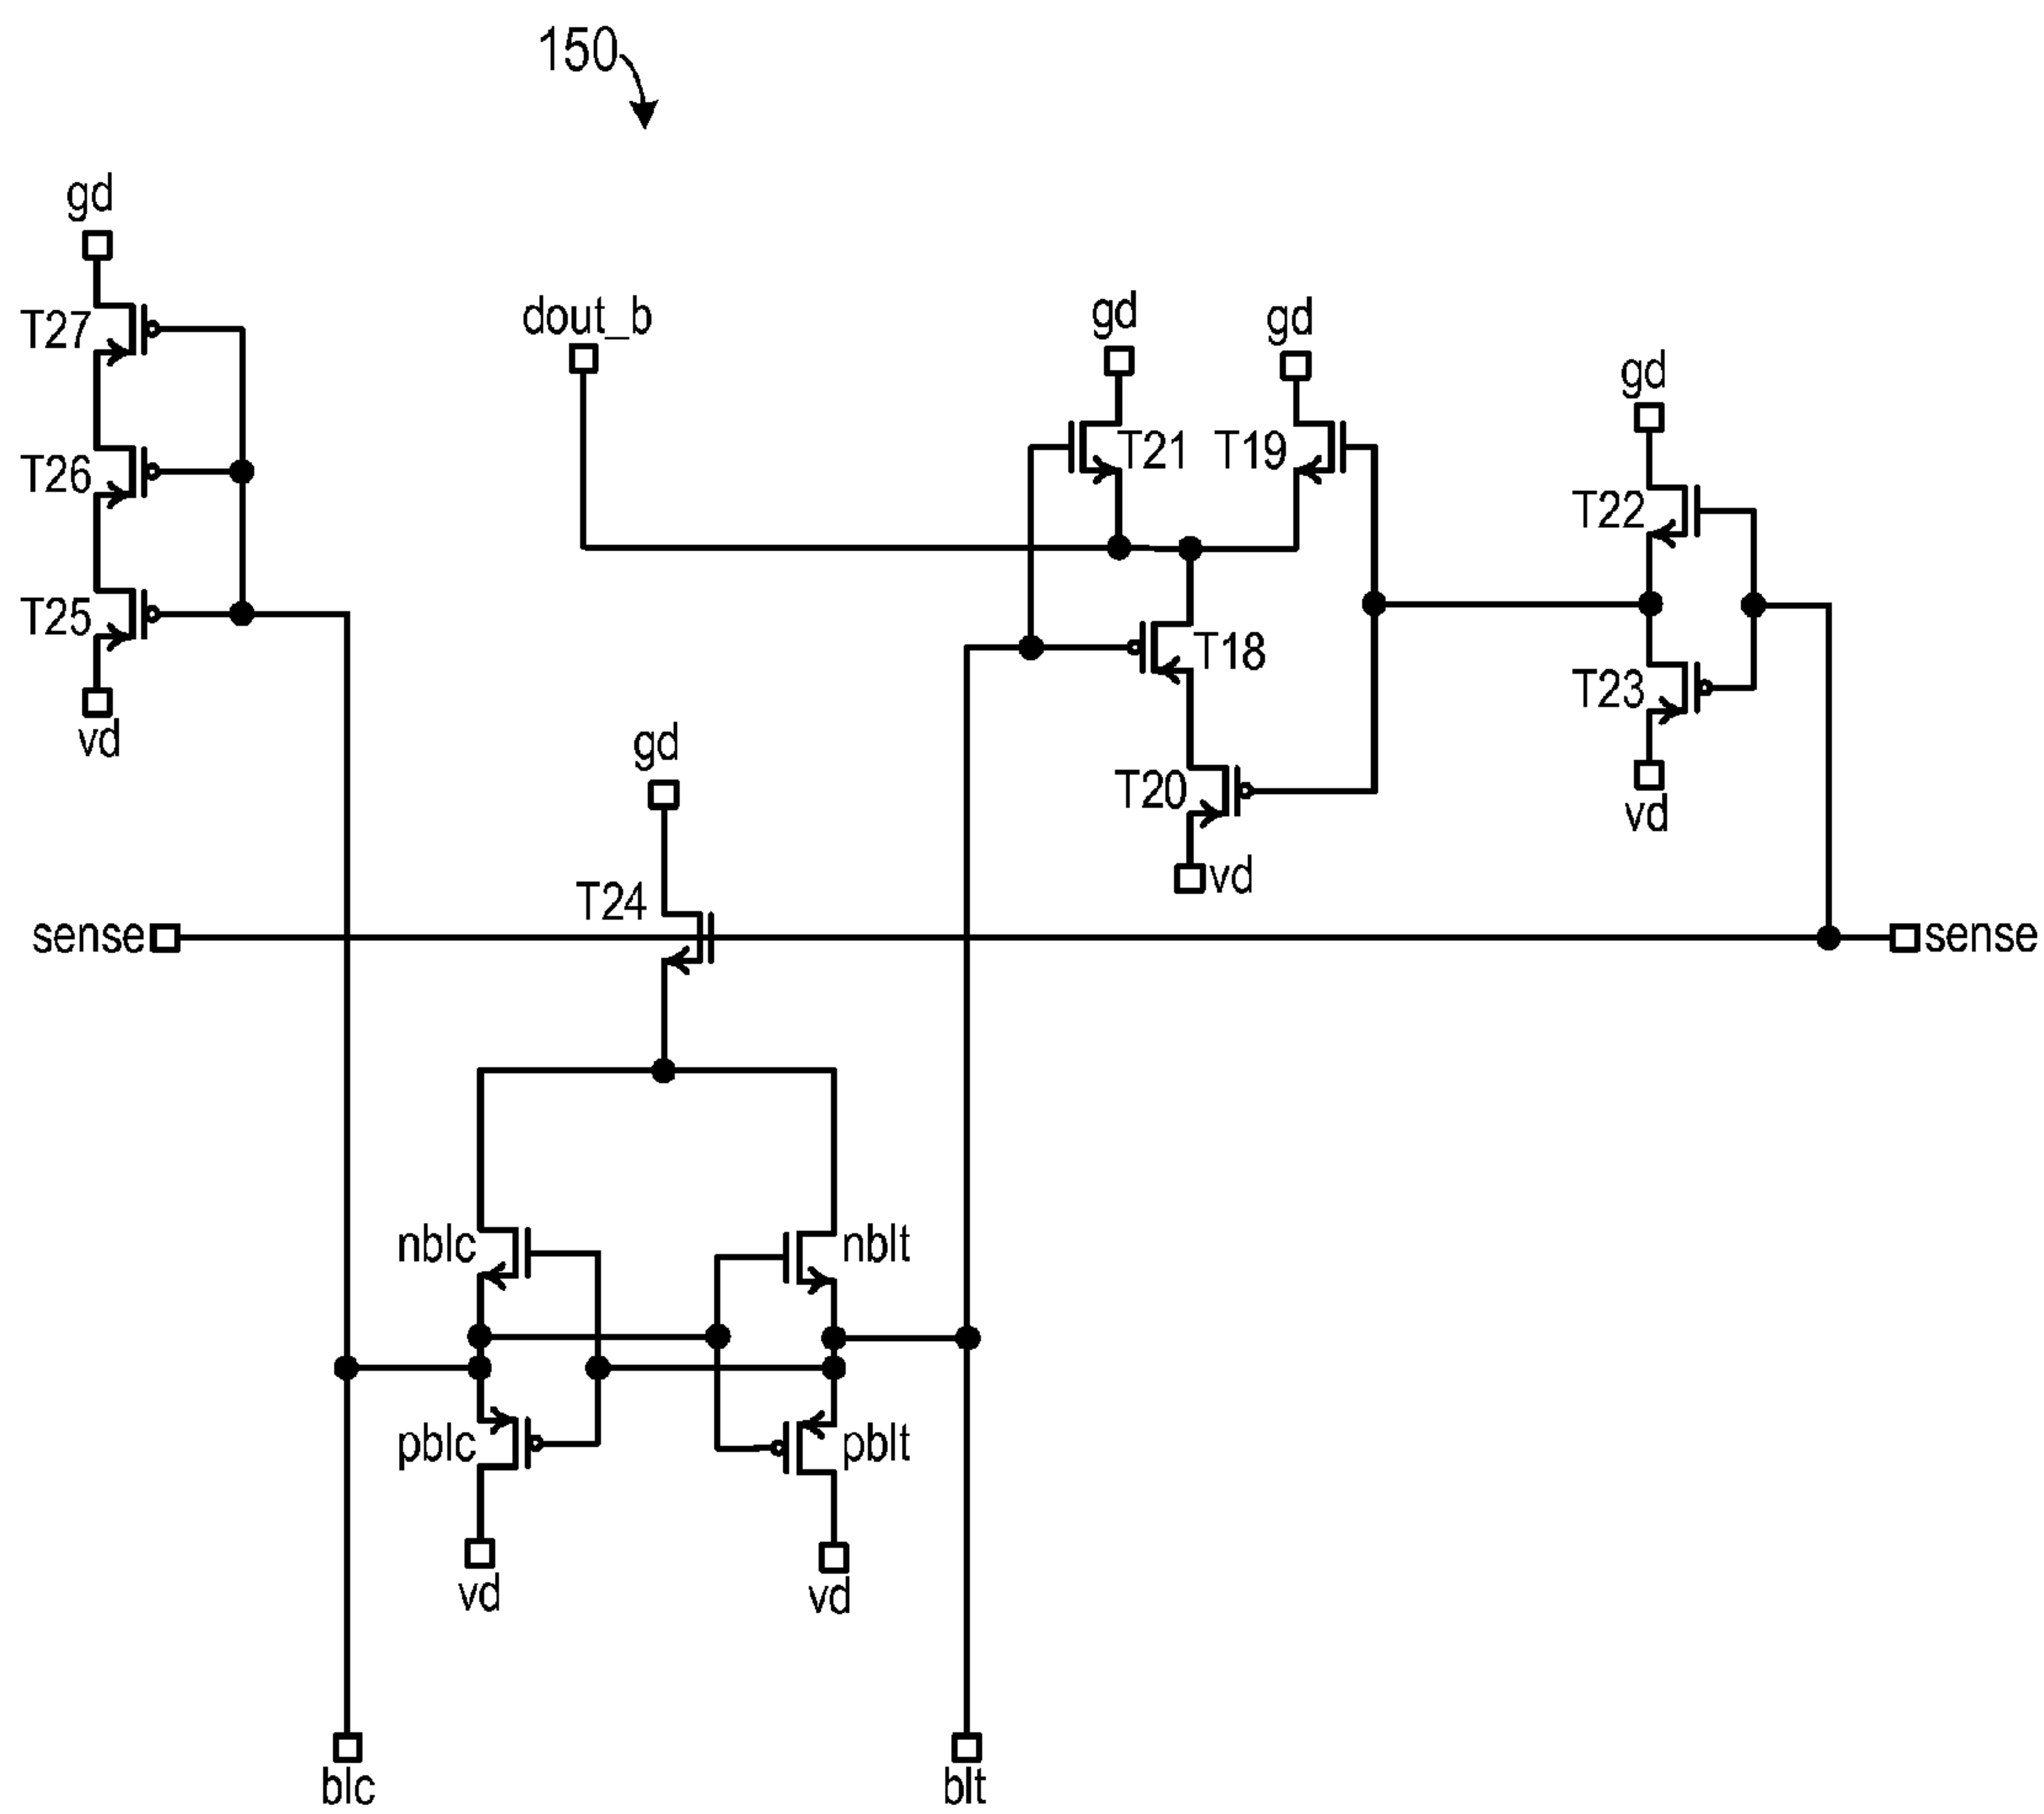 150
gd
dout_b
gd
gd
gd
T27
T26
T25
vd
T21
T19
T22
T18
T23
T20
vd
vd
gd
T24
sense
sense
nblc
nblt
pblc
pblt
vd
vd
blc
blt